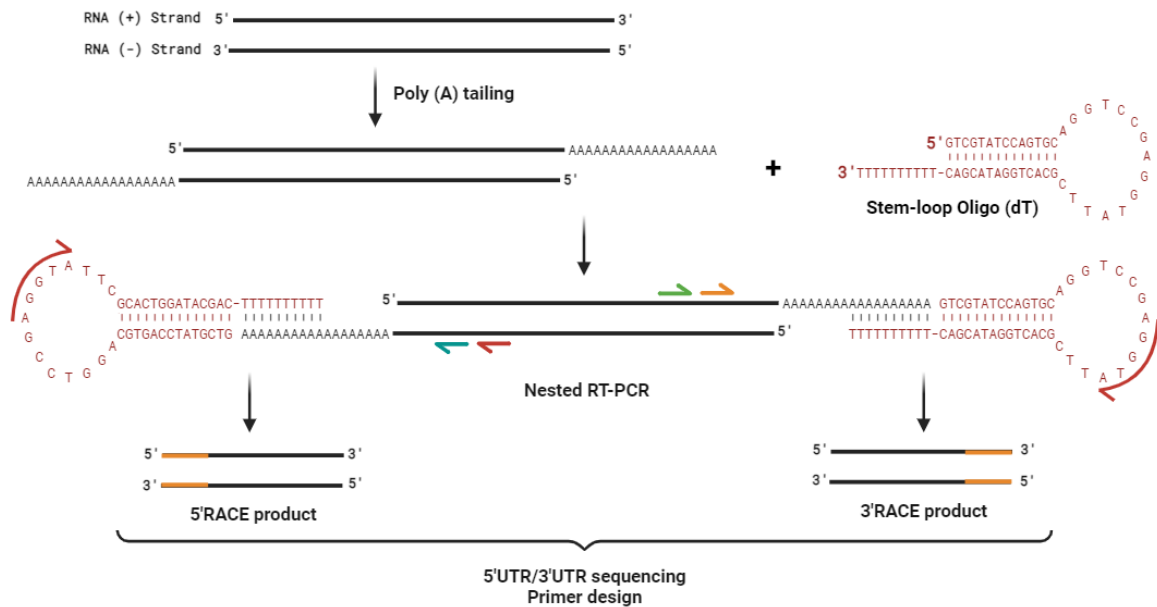 RNA (+) Strand 5' 3'
RNA (-) Strand 3' 5'
Poly (A) tailing
5' AAAAAAAAAAAAAAAAAA
AAAAAAAAAAAAAAAAAA 5'
+
5'GTCGTATCCAGTGC
AGGTCCGAGGTATTC
3'TTTTTTTTTT-CAGCATAGGTCACG
Stem-loop Oligo (dT)
GCACTGGATACGAC-TTTTTTTTTT
AGGTCCGAGGTATTC
CGTGACCTATGCTG AAAAAAAAAAAAAAAAAA
5' AAAAAAAAAAAAAAAAAA GTCGTATCCAGTGC
AGGTCCGAGGTATTC
5' TTTTTTTTTT-CAGCATAGGTCACG
Nested RT-PCR
5' 3'
3' 5'
5'RACE product
5' 3'
3' 5'
3'RACE product
5'UTR/3'UTR sequencing
Primer design